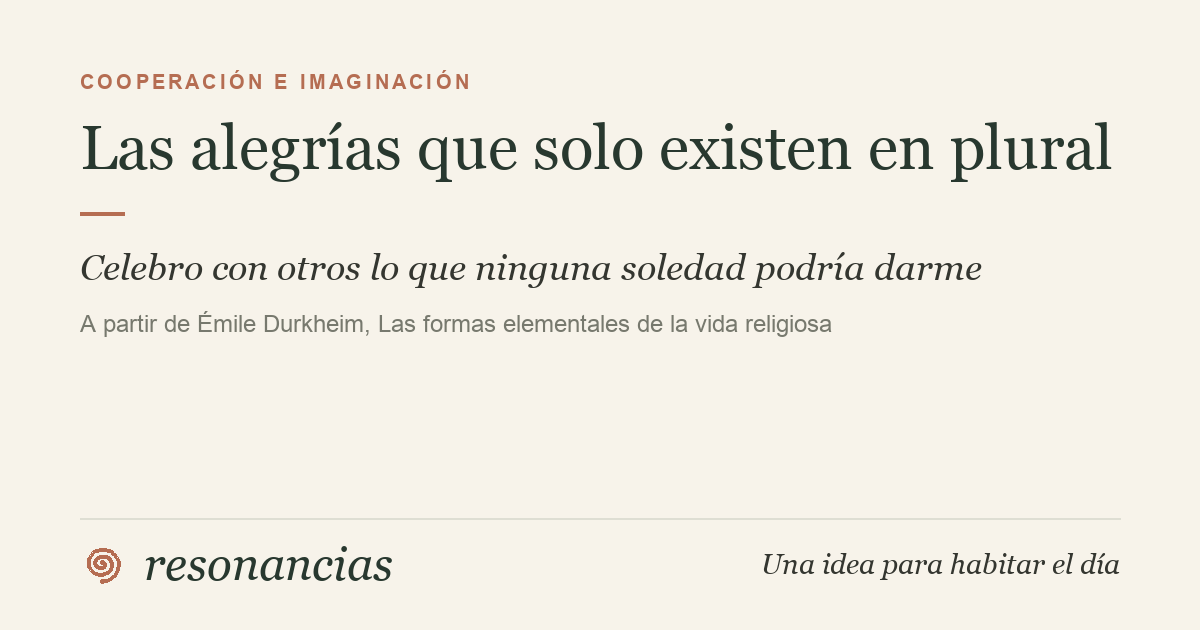 COOPERACIÓN E IMAGINACIÓN
Las alegrías que solo existen en plural
Celebro con otros lo que ninguna soledad podría darme
A partir de Émile Durkheim, Las formas elementales de la vida religiosa
resonancias
Una idea para habitar el día